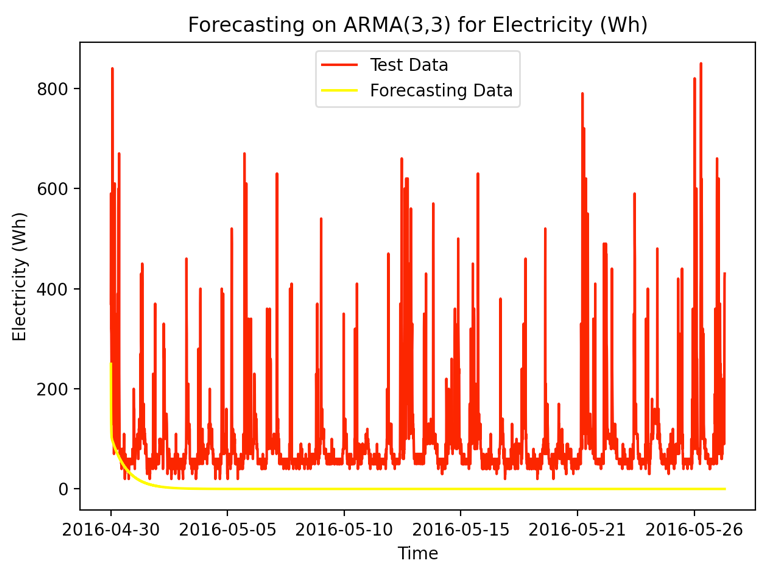 Forecasting on ARMA(3,3) for Electricity (Wh)
Test Data
Forecasting Data
Electricity (Wh)
800
600
400
200
0
2016-04-30 2016-05-05 2016-05-10 2016-05-15 2016-05-21 2016-05-26
Time